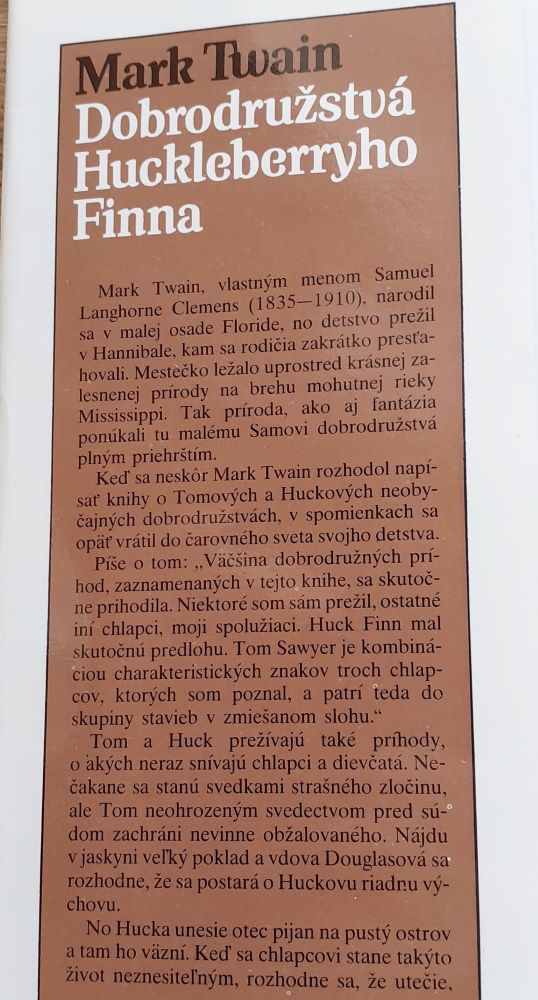 Mark Twain
Dobrodružstvá
Huckleberryho
Finna
Mark Twain, vlastným menom Samuel
Langhorne Clemens (1835—1910), narodil
sa v malej osade Floride, no detstvo prežil
v Hannibale, kam sa rodičia zakrátko presťa-
hovali. Mestečko ležalo uprostred krásnej za-
lesnenej prírody na brehu mohutnej rieky
Mississippi. Tak príroda, ako aj fantázia
ponúkali tu malému Samovi dobrodružstvá
plným priehrštím.
Keď sa neskôr Mark Twain rozhodol napí-
sať knihy o Tomových a Huckových neoby-
čajných dobrodružstvách, v spomienkach sa
opäť vrátil do čarovného sveta svojho detstva.
Píše o tom: „Väčšina dobrodružných prí-
hod, zaznamenaných v tejto knihe, sa skutoč-
ne prihodila. Niektoré som sám prežil, ostatné
iní chlapci, moji spolužiaci. Huck Finn mal
skutočnú predlohu. Tom Sawyer je kombiná-
ciou charakteristických znakov troch chlap-
cov, ktorých som poznal, a patrí teda do
skupiny stavieb v zmiešanom slohu.“
Tom a Huck prežívajú také príhody,
o akých neraz snívajú chlapci a dievčatá. Ne-
čakane sa stanú svedkami strašného zločinu,
ale Tom neohrozeným svedectvom pred sú-
dom zachráni nevinne obžalovaného. Nájdu
v jaskyni veľký poklad a vdova Douglasová sa
rozhodne, že sa postará o Huckovu riadnu vý-
chovu.
No Hucka unesie otec pijan na pustý ostrov
a tam ho väzní. Keď sa chlapcovi stane takýto
život neznesiteľným, rozhodne sa, že utečie,